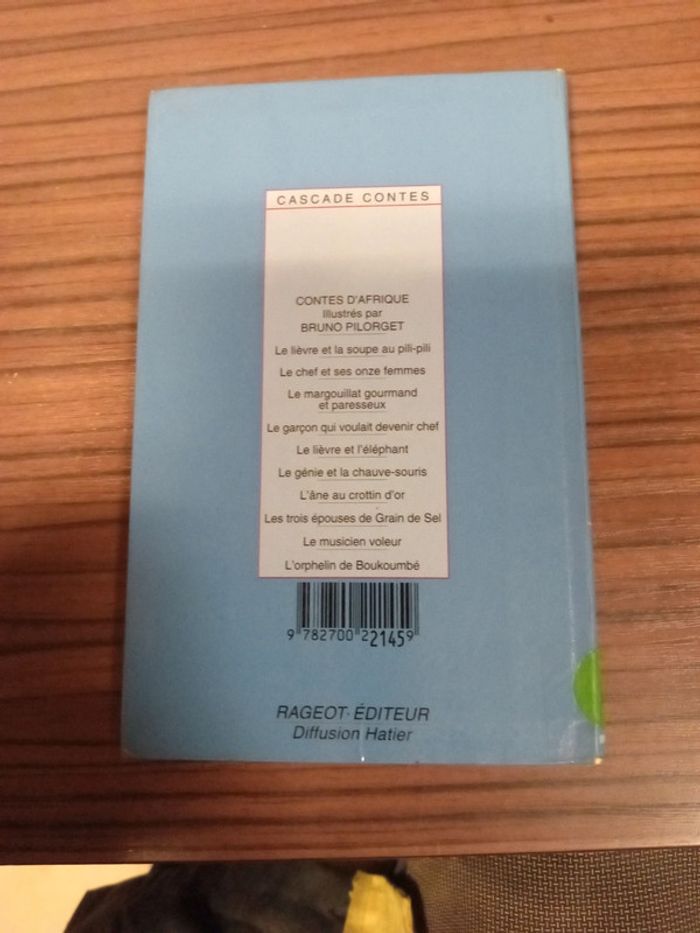 CASCADE CONTES
CONTES D'AFRIQUE
Illustrés par
BRUNO PILORGET
Le lièvre et la soupe au pili-pili
Le chef et ses onze femmes
Le margouillat gourmand
et paresseux
Le garçon qui voulait devenir chef
Le lièvre et l'éléphant
Le génie et la chauve-souris
L'âne au crottin d'or
Les trois épouses de Grain de Sel
Le musicien voleur
L'orphelin de Boukoumbé
9 782700 221459
RAGEOT·ÉDITEUR
Diffusion Hatier